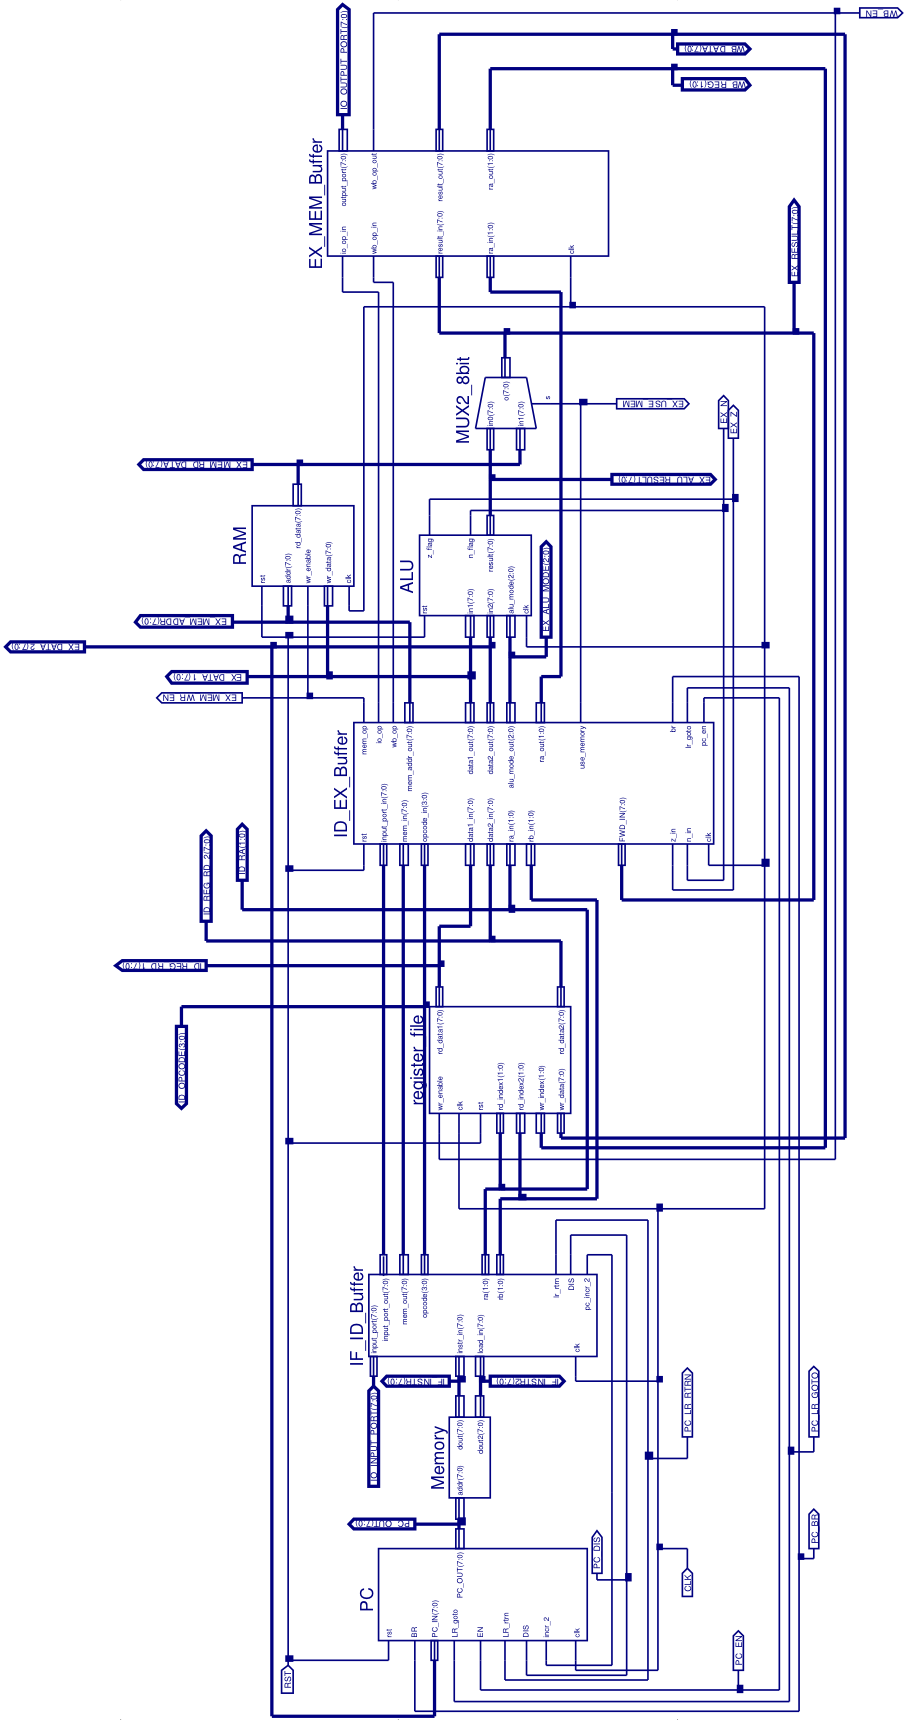 IO_OUTPUT_PORT(7:0)
WB_EN
WB_DATA(7:0)
WB_REG(1:0)
EX_MEM_Buffer
output_port(7:0)
wb_op_out
result_out(7:0)
ra_out(1:0)
io_op_in
wb_op_in
result_in(7:0)
ra_in(1:0)
clk
EX_RESULT(7:0)
MUX2_8bit
o(7:0)
in0(7:0)
in1(7:0)
s
EX_USE_MEM
EX_N
EX_Z
EX_MEM_RD_DATA(7:0)
EX_ALU_RESULT(7:0)
RAM
rd_data(7:0)
rst
addr(7:0)
wr_enable
wr_data(7:0)
clk
ALU
z_flag
n_flag
result(7:0)
rst
in1(7:0)
in2(7:0)
alu_mode(2:0)
clk
EX_ALU_MODE(2:0)
EX_MEM_ADDR(7:0)
EX_DATA_2(7:0)
EX_DATA_1(7:0)
EX_MEM_WR_EN
ID_EX_Buffer
mem_op
io_op
wb_op
mem_addr_out(7:0)
data1_out(7:0)
data2_out(7:0)
alu_mode_out(2:0)
ra_out(1:0)
use_memory
br
lr_goto
pc_en
rst
input_port_in(7:0)
mem_in(7:0)
opcode_in(3:0)
data1_in(7:0)
data2_in(7:0)
ra_in(1:0)
rb_in(1:0)
FWD_IN(7:0)
z_in
n_in
clk
ID_REG_RD_2(7:0)
ID_RA(1:0)
ID_REG_RD_1(7:0)
ID_OPCODE(3:0)
register_file
rd_data1(7:0)
rd_data2(7:0)
wr_enable
clk
rst
rd_index1(1:0)
rd_index2(1:0)
wr_index(1:0)
wr_data(7:0)
IF_ID_Buffer
input_port_out(7:0)
mem_out(7:0)
opcode(3:0)
ra(1:0)
rb(1:0)
lr_rtrn
DIS
pc_incr_2
input_port(7:0)
instr_in(7:0)
load_in(7:0)
clk
IF_INSTR(7:0)
IF_INSTR2(7:0)
IO_INPUT_PORT(7:0)
Memory
dout(7:0)
dout2(7:0)
addr(7:0)
PC_LR_RTRN
PC_LR_GOTO
PC_OUT(7:0)
PC
PC_OUT(7:0)
rst
BR
PC_IN(7:0)
LR_goto
EN
LR_rtrn
DIS
incr_2
clk
PC_DIS
CLK
PC_BR
PC_EN
RST